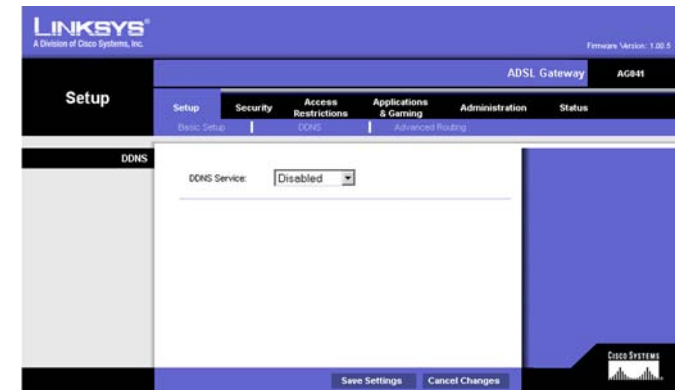 LINKSYS®
A Division of Cisco Systems, Inc.
Firmware Version: 1.00.5
ADSL Gateway AG041
Setup
Setup Security Access Restrictions Applications & Gaming Administration Status
Basic Setup DDNS Advanced Routing
DDNS
DDNS Service: Disabled
Save Settings Cancel Changes
CISCO SYSTEMS